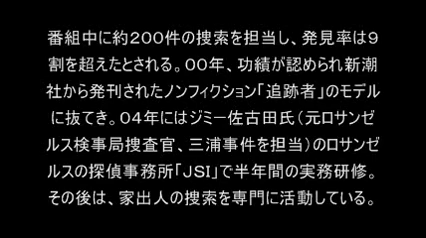 番組中に約２００件の捜索を担当し、発見率は９
割を超えたとされる。００年、功績が認められ新潮
社から発刊されたノンフィクション「追跡者」のモデル
に抜てき。０４年にはジミー佐古田氏（元ロサンゼ
ルス検事局捜査官、三浦事件を担当）のロサンゼ
ルスの探偵事務所「ＪＳＩ」で半年間の実務研修。
その後は、家出人の捜索を専門に活動している。